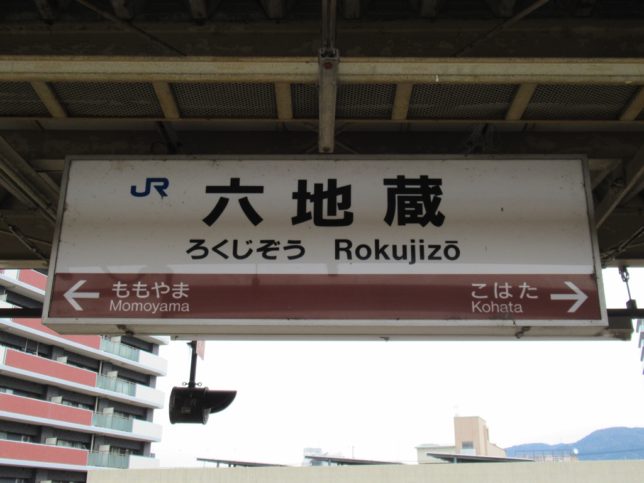 JR 六地蔵
ろくじぞう Rokujizō
← ももやま
Momoyama
こはた →
Kohata